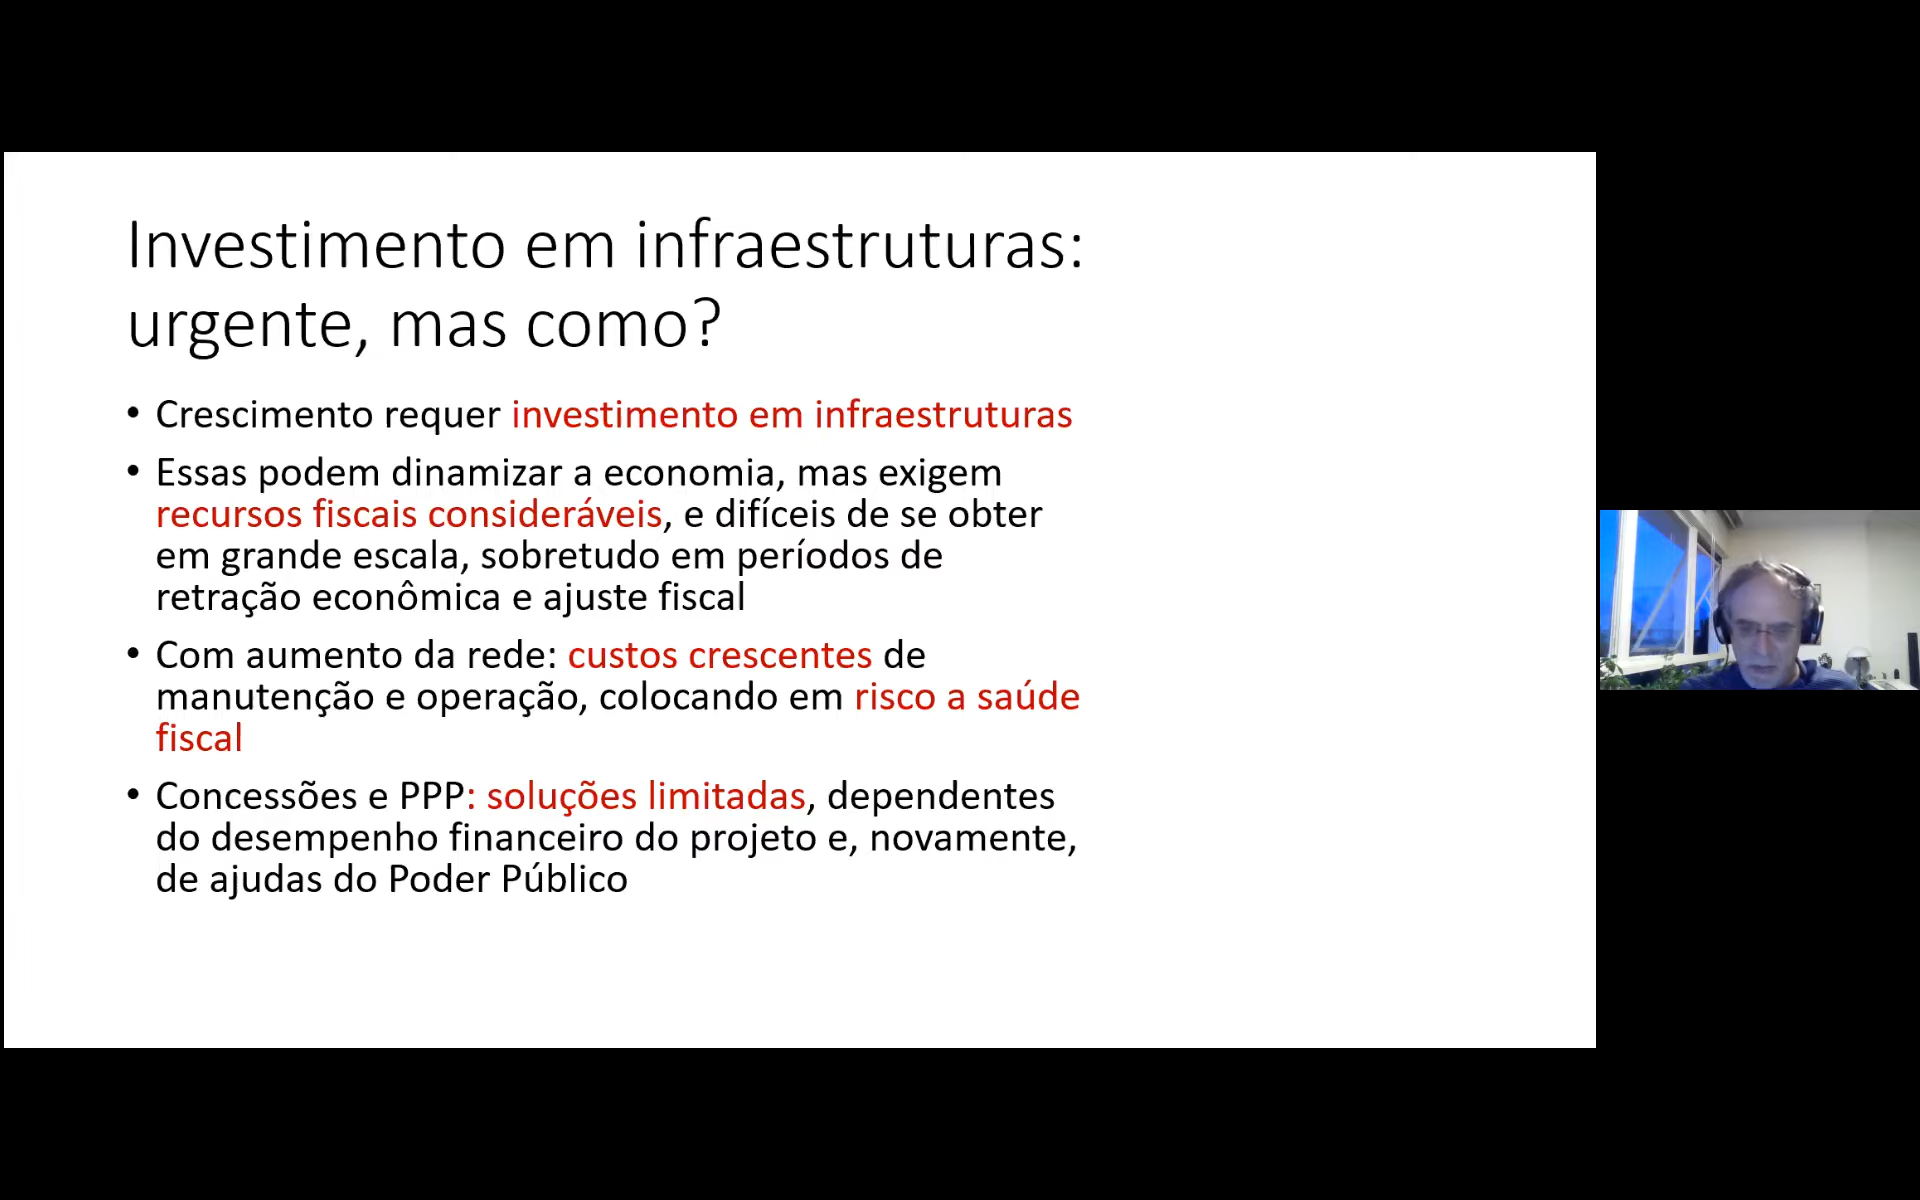 Investimento em infraestruturas:
urgente, mas como?
• Crescimento requer investimento em infraestruturas
• Essas podem dinamizar a economia, mas exigem
recursos fiscais consideráveis, e difíceis de se obter
em grande escala, sobretudo em períodos de
retração econômica e ajuste fiscal
• Com aumento da rede: custos crescentes de
manutenção e operação, colocando em risco a saúde
fiscal
• Concessões e PPP: soluções limitadas, dependentes
do desempenho financeiro do projeto e, novamente,
de ajudas do Poder Público